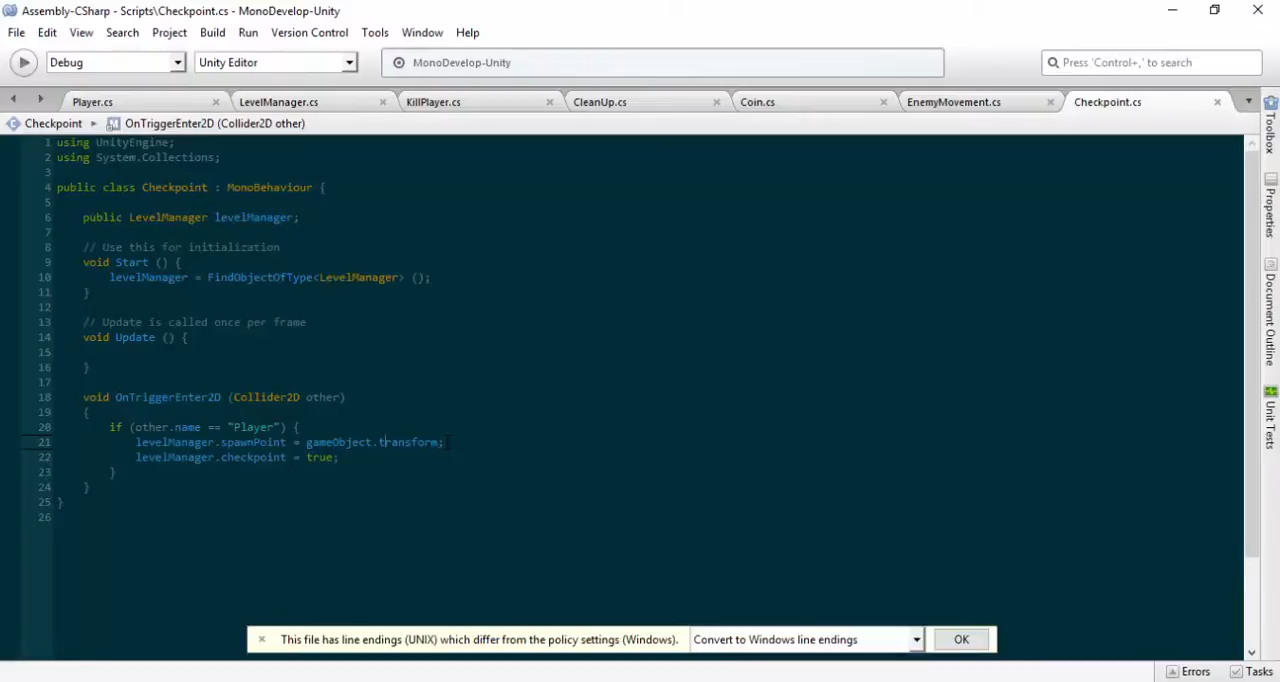 Assembly-CSharp - Scripts\Checkpoint.cs - MonoDevelop-Unity
File Edit View Search Project Build Run Version Control Tools Window Help
Debug Unity Editor MonoDevelop-Unity Press 'Control+,' to search
Player.cs LevelManager.cs KillPlayer.cs CleanUp.cs Coin.cs EnemyMovement.cs Checkpoint.cs
Checkpoint OnTriggerEnter2D (Collider2D other)
1 using UnityEngine;
2 using System.Collections;
3
4 public class Checkpoint : MonoBehaviour {
5
6 public LevelManager levelManager;
7
8 // Use this for initialization
9 void Start () {
10 levelManager = FindObjectOfType<LevelManager> ();
11 }
12
13 // Update is called once per frame
14 void Update () {
15
16 }
17
18 void OnTriggerEnter2D (Collider2D other)
19 {
20 if (other.name == "Player") {
21 levelManager.spawnPoint = gameObject.transform;
22 levelManager.checkpoint = true;
23 }
24 }
25 }
26
Toolbox
Properties
Document Outline
Unit Tests
This file has line endings (UNIX) which differ from the policy settings (Windows). Convert to Windows line endings OK
Errors Tasks